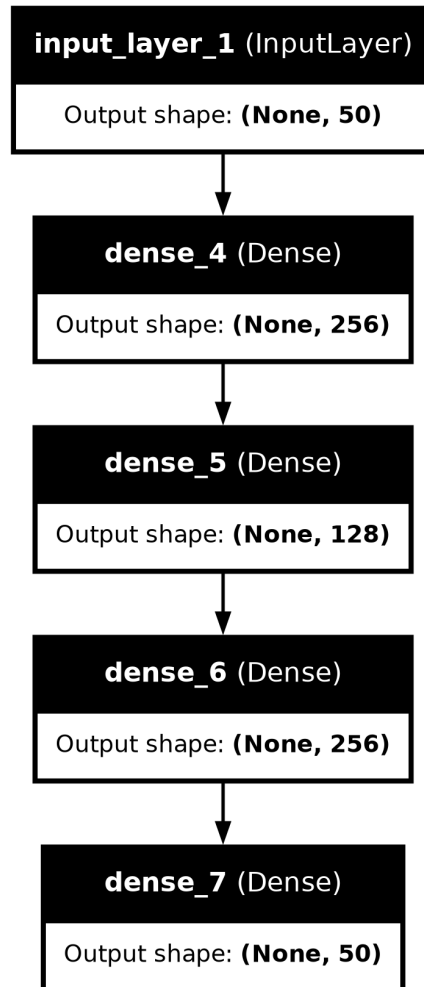 input_layer_1 (InputLayer)
Output shape: (None, 50)
dense_4 (Dense)
Output shape: (None, 256)
dense_5 (Dense)
Output shape: (None, 128)
dense_6 (Dense)
Output shape: (None, 256)
dense_7 (Dense)
Output shape: (None, 50)